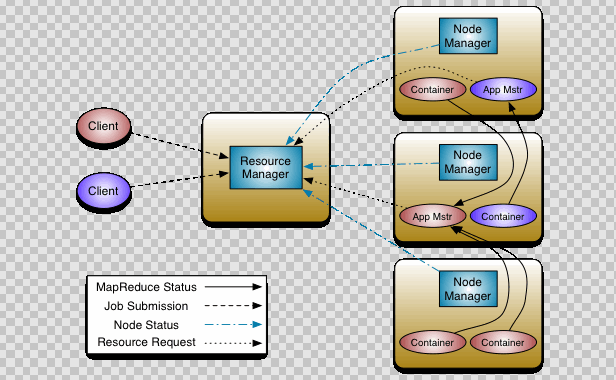 Client
Client
Resource
Manager
Node
Manager
Container
App Mstr
Node
Manager
App Mstr
Container
Node
Manager
Container
Container
MapReduce Status
Job Submission
Node Status
Resource Request